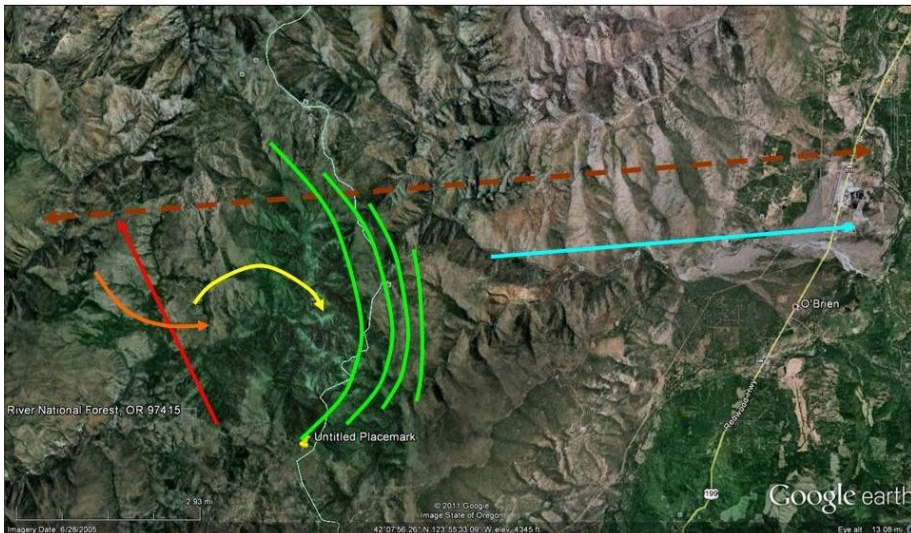 O'Brien
River National Forest, OR 97415
Redwood Hwy
Untitled Placemark
2.93 mi
199
© 2011 Google
Image State of Oregon
Google earth
Imagery Date: 6/28/2005
42°07'56.26" N 123°55'33.09" W elev 4345 ft
Eye alt 13.08 mi